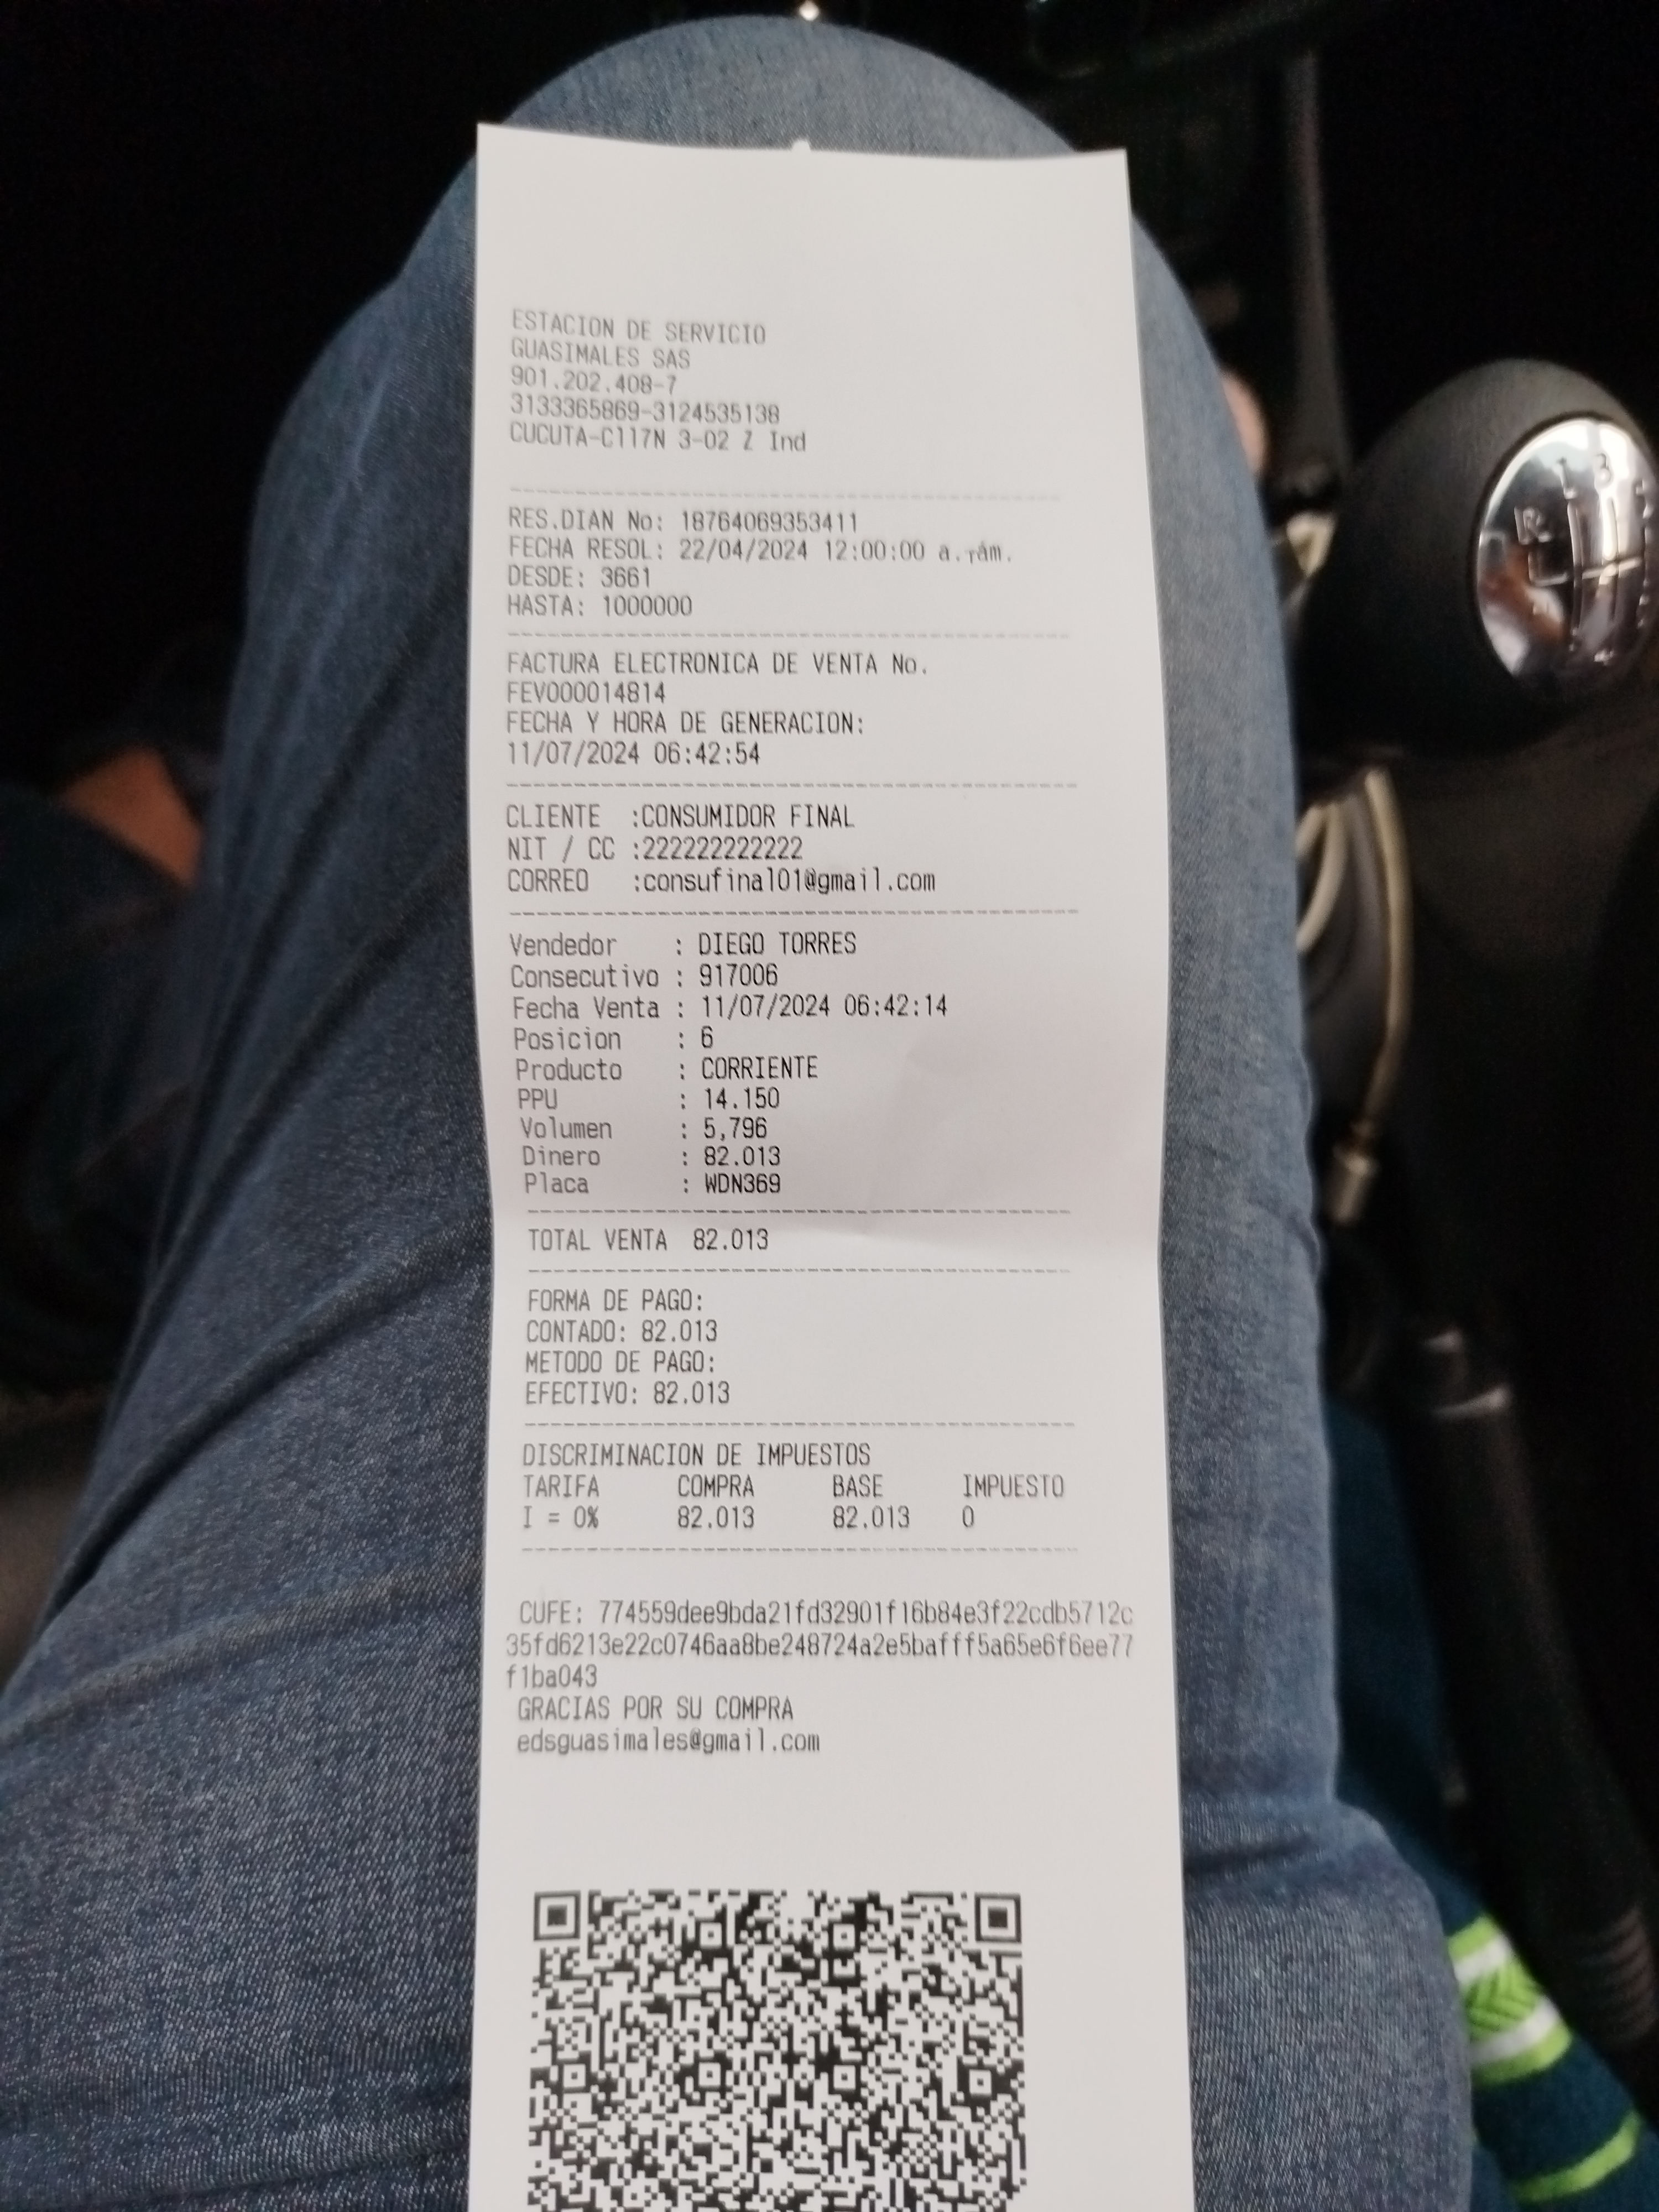 ESTACION DE SERVICIO
GUASIMALES SAS
901.202.408-7
3133365869-3124535138
CUCUTA-C117N 3-02 Z Ind
RES.DIAN No: 18764069353411
FECHA RESOL: 22/04/2024 12:00:00 a.┬ám.
DESDE: 3661
HASTA: 1000000
FACTURA ELECTRONICA DE VENTA No.
FEV000014814
FECHA Y HORA DE GENERACION:
11/07/2024 06:42:54
CLIENTE :CONSUMIDOR FINAL
NIT / CC :222222222222
CORREO :consufinal01@gmail.com
Vendedor : DIEGO TORRES
Consecutivo : 917006
Fecha Venta : 11/07/2024 06:42:14
Posicion : 6
Producto : CORRIENTE
PPU : 14.150
Volumen : 5,796
Dinero : 82.013
Placa : WDN369
TOTAL VENTA 82.013
FORMA DE PAGO:
CONTADO: 82.013
METODO DE PAGO:
EFECTIVO: 82.013
DISCRIMINACION DE IMPUESTOS
TARIFA COMPRA BASE IMPUESTO
I = 0% 82.013 82.013 0
CUFE: 774559dee9bda21fd32901f16b84e3f22cdb5712c
35fd6213e22c0746aa8be248724a2e5bafff5a65e6f6ee77
f1ba043
GRACIAS POR SU COMPRA
edsguasimales@gmail.com
R 1 3